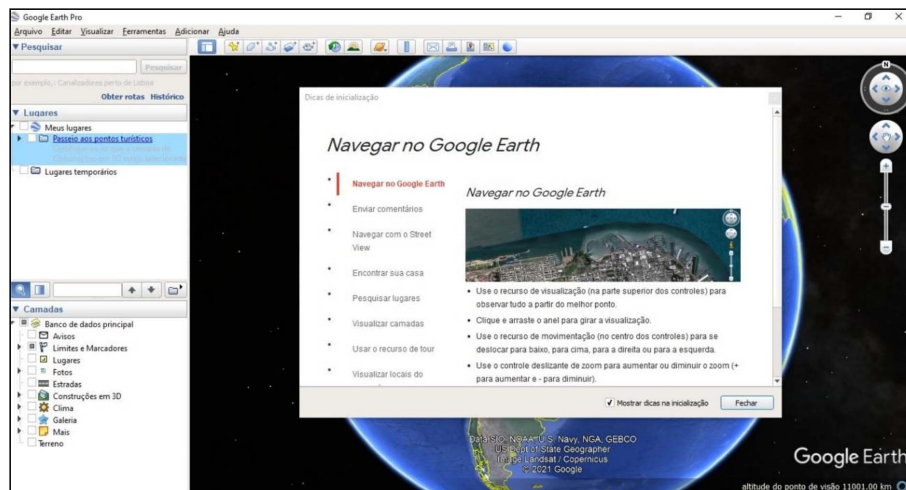 Google Earth Pro
Arquivo Editar Visualizar Ferramentas Adicionar Ajuda
Pesquisar
Pesquisar
por exemplo,: Canalizadores perto de Lisboa
Obter rotas Histórico
Lugares
Meus lugares
Passeio aos pontos turísticos
Lugares temporários
Camadas
Banco de dados principal
Avisos
Limites e Marcadores
Lugares
Fotos
Estradas
Construções em 3D
Clima
Galeria
Mais
Terreno
Dicas de inicialização
Navegar no Google Earth
Navegar no Google Earth
Enviar comentários
Navegar com o Street
View
Encontrar sua casa
Pesquisar lugares
Visualizar camadas
Usar o recurso de tour
Visualizar locais do
Navegar no Google Earth
• Use o recurso de visualização (na parte superior dos controles) para
observar tudo a partir do melhor ponto.
• Clique e arraste o anel para girar a visualização.
• Use o recurso de movimentação (no centro dos controles) para se
deslocar para baixo, para cima, para a direita ou para a esquerda.
• Use o controle deslizante de zoom para aumentar ou diminuir o zoom (+
para aumentar e - para diminuir).
Mostrar dicas na inicialização
Fechar
N
Data SIO, NOAA, U.S. Navy, NGA, GEBCO
US Dept of State Geographer
Image Landsat / Copernicus
© 2021 Google
Google Earth
altitude do ponto de visão 11001.00 km